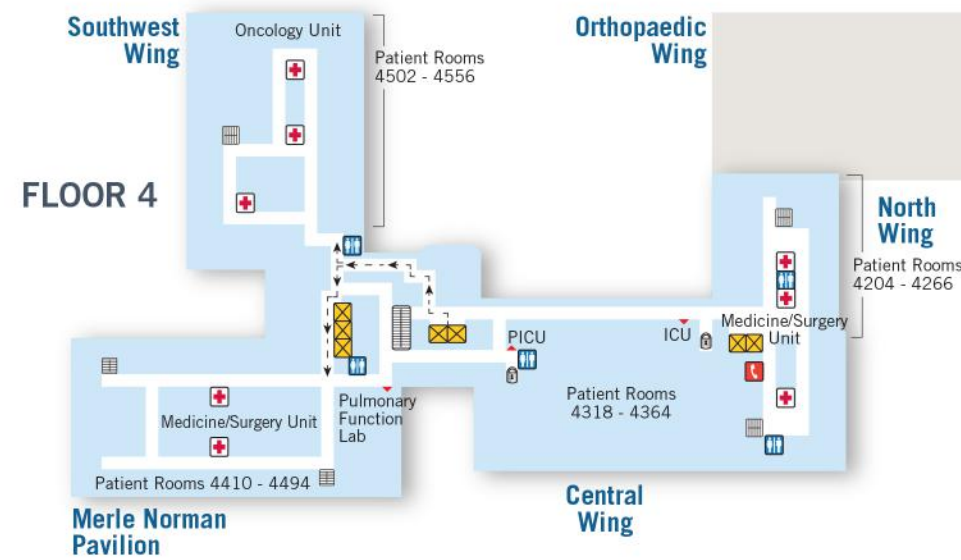 Southwest
Wing
Oncology Unit
Patient Rooms
4502 - 4556
Orthopaedic
Wing
FLOOR 4
North
Wing
Patient Rooms
4204 - 4266
PICU
ICU
Medicine/Surgery
Unit
Patient Rooms
4318 - 4364
Pulmonary
Function
Lab
Medicine/Surgery Unit
Patient Rooms 4410 - 4494
Merle Norman
Pavilion
Central
Wing